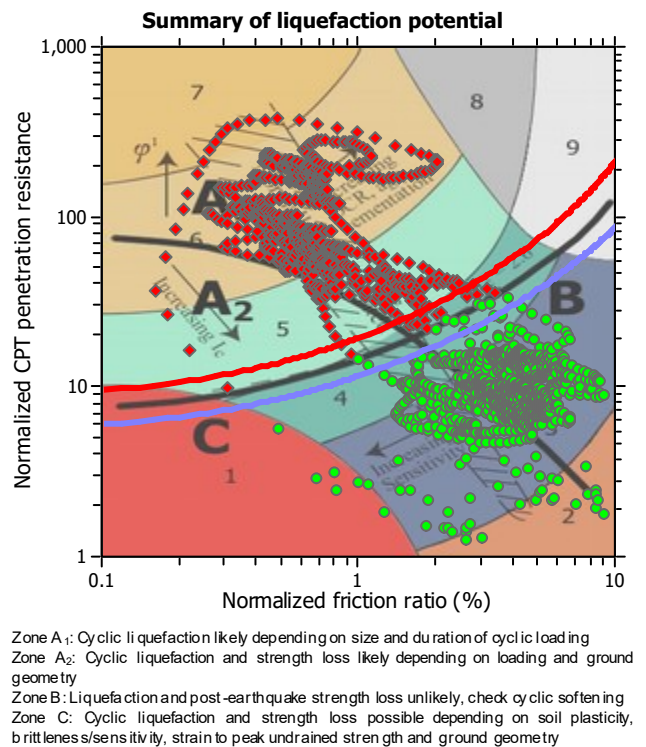 Summary of liquefaction potential
1,000
100
10
1
0.1
1
10
Normalized CPT penetration resistance
Normalized friction ratio (%)
7
8
9
φ'
A
6
A2
Increasing Ic
5
B
4
C
1
Increasing
Sensitivity
2
Zone A1: Cyclic liquefaction likely depending on size and duration of cyclic loading
Zone A2: Cyclic liquefaction and strength loss likely depending on loading and ground
geometry
Zone B: Liquefaction and post-earthquake strength loss unlikely, check cyclic softening
Zone C: Cyclic liquefaction and strength loss possible depending on soil plasticity,
brittleness/sensitivity, strain to peak undrained strength and ground geometry